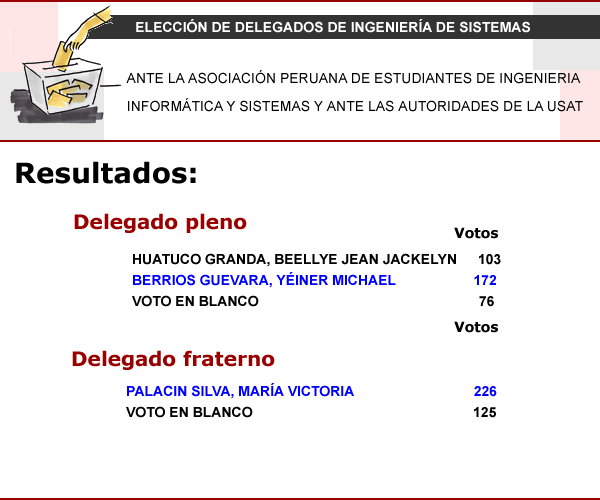 ELECCIÓN DE DELEGADOS DE INGENIERÍA DE SISTEMAS
ANTE LA ASOCIACIÓN PERUANA DE ESTUDIANTES DE INGENIERIA
INFORMÁTICA Y SISTEMAS Y ANTE LAS AUTORIDADES DE LA USAT
Resultados:
Delegado pleno
Votos
HUATUCO GRANDA, BEELLYE JEAN JACKELYN 103
BERRIOS GUEVARA, YÉINER MICHAEL 172
VOTO EN BLANCO 76
Votos
Delegado fraterno
PALACIN SILVA, MARÍA VICTORIA 226
VOTO EN BLANCO 125